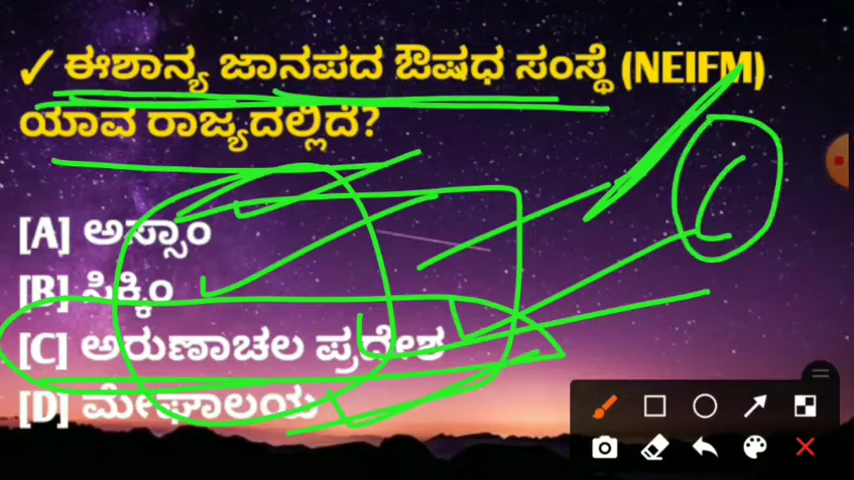 ✓ ಈಶಾನ್ಯ ಜಾನಪದ ಔಷಧ ಸಂಸ್ಥೆ (NEIFM)
ಯಾವ ರಾಜ್ಯದಲ್ಲಿದೆ?
[A] ಅಸ್ಸಾಂ
[B] ಸಿಕ್ಕಿಂ
[C] ಅರುಣಾಚಲ ಪ್ರದೇಶ
[D] ಮೇಘಾಲಯ
C